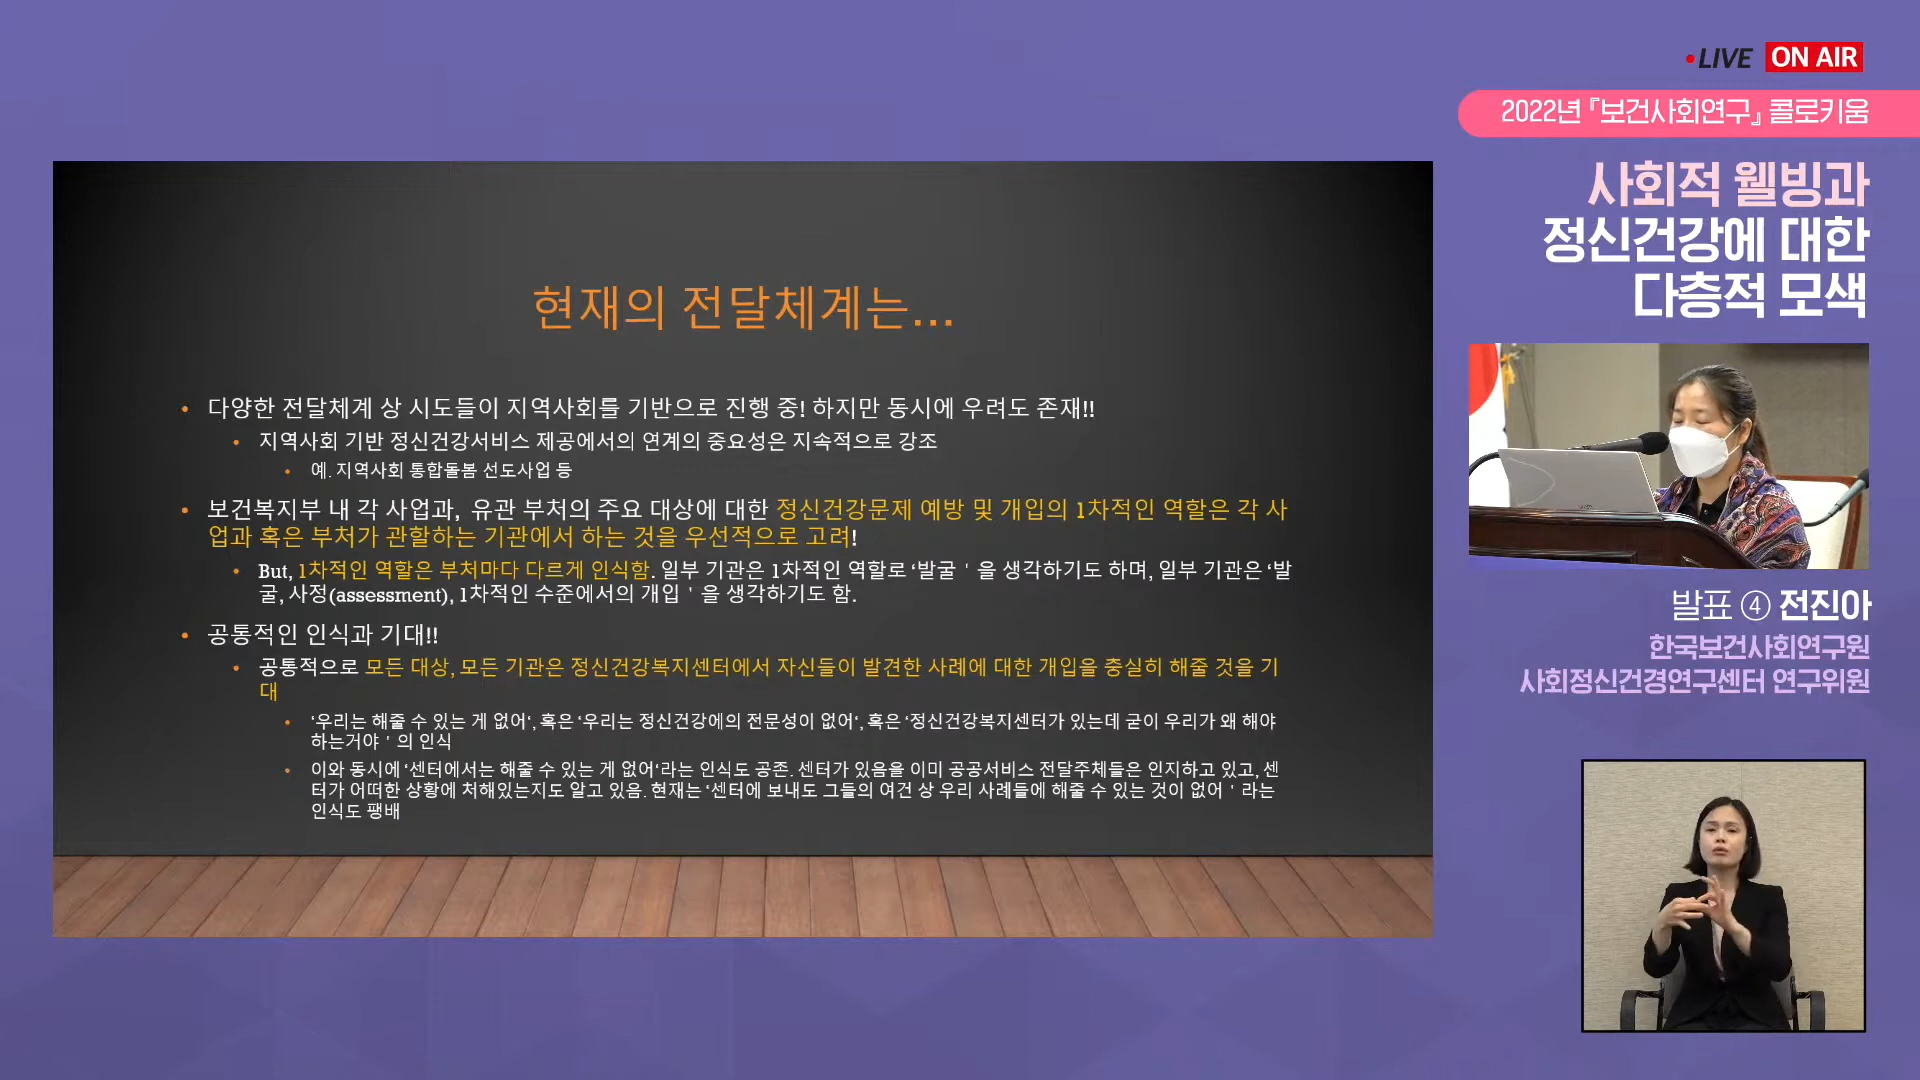 •LIVE ON AIR
2022년 『보건사회연구』 콜로키움
사회적 웰빙과
정신건강에 대한
다층적 모색
현재의 전달체계는...
• 다양한 전달체계 상 시도들이 지역사회를 기반으로 진행 중! 하지만 동시에 우려도 존재!!
• 지역사회 기반 정신건강서비스 제공에서의 연계의 중요성은 지속적으로 강조
• 예. 지역사회 통합돌봄 선도사업 등
• 보건복지부 내 각 사업과, 유관 부처의 주요 대상에 대한 정신건강문제 예방 및 개입의 1차적인 역할은 각 사
업과 혹은 부처가 관할하는 기관에서 하는 것을 우선적으로 고려!
• But, 1차적인 역할은 부처마다 다르게 인식함. 일부 기관은 1차적인 역할로 ‘발굴 ' 을 생각하기도 하며, 일부 기관은 ‘발
굴, 사정(assessment), 1차적인 수준에서의 개입 ' 을 생각하기도 함.
• 공통적인 인식과 기대!!
• 공통적으로 모든 대상, 모든 기관은 정신건강복지센터에서 자신들이 발견한 사례에 대한 개입을 충실히 해줄 것을 기
대
• ‘우리는 해줄 수 있는 게 없어‘, 혹은 ‘우리는 정신건강에의 전문성이 없어‘, 혹은 ‘정신건강복지센터가 있는데 굳이 우리가 왜 해야
하는거야 ' 의 인식
• 이와 동시에 ‘센터에서는 해줄 수 있는 게 없어‘라는 인식도 공존. 센터가 있음을 이미 공공서비스 전달주체들은 인지하고 있고, 센
터가 어떠한 상황에 처해있는지도 알고 있음. 현재는 ‘센터에 보내도 그들의 여건 상 우리 사례들에 해줄 수 있는 것이 없어 ' 라는
인식도 팽배
발표 ④ 전진아
한국보건사회연구원
사회정신건경연구센터 연구위원